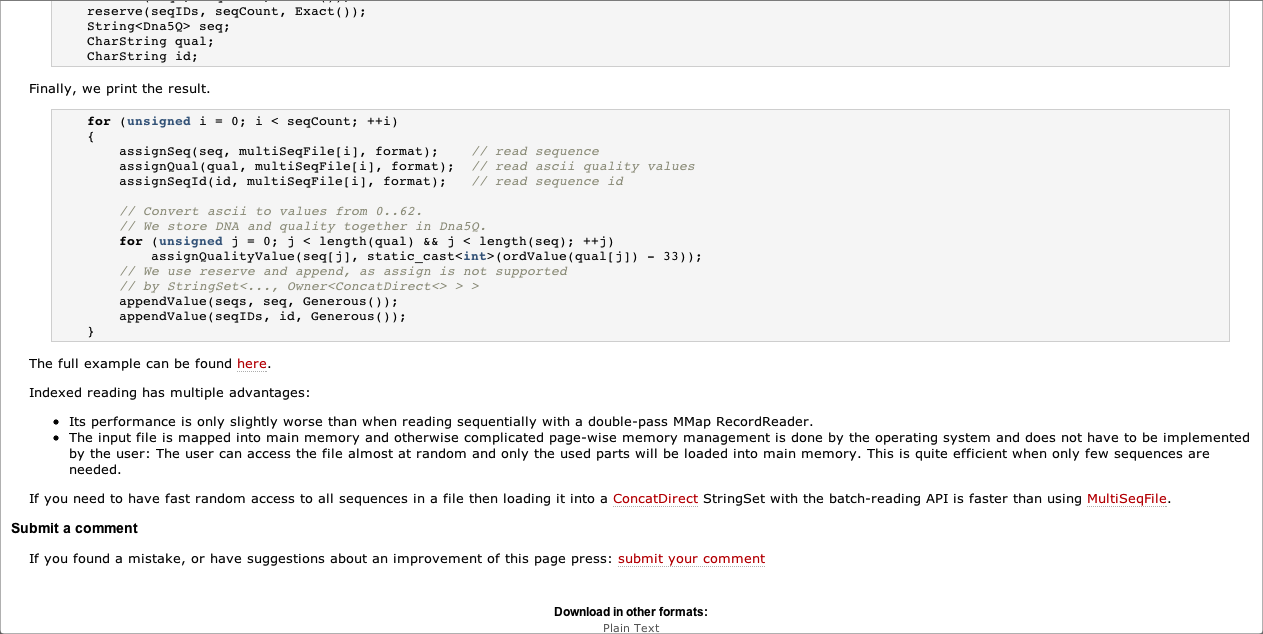 reserve(seqIDs, seqCount, Exact());
String<Dna5Q> seq;
CharString qual;
CharString id;
Finally, we print the result.
for (unsigned i = 0; i < seqCount; ++i)
{
assignSeq(seq, multiSeqFile[i], format);    // read sequence
assignQual(qual, multiSeqFile[i], format);  // read ascii quality values
assignSeqId(id, multiSeqFile[i], format);   // read sequence id
// Convert ascii to values from 0..62.
// We store DNA and quality together in Dna5Q.
for (unsigned j = 0; j < length(qual) && j < length(seq); ++j)
assignQualityValue(seq[j], static_cast<int>(ordValue(qual[j]) - 33));
// We use reserve and append, as assign is not supported
// by StringSet<..., Owner<ConcatDirect<> > >
appendValue(seqs, seq, Generous());
appendValue(seqIDs, id, Generous());
}
The full example can be found here.
Indexed reading has multiple advantages:
• Its performance is only slightly worse than when reading sequentially with a double-pass MMap RecordReader.
• The input file is mapped into main memory and otherwise complicated page-wise memory management is done by the operating system and does not have to be implemented
by the user: The user can access the file almost at random and only the used parts will be loaded into main memory. This is quite efficient when only few sequences are
needed.
If you need to have fast random access to all sequences in a file then loading it into a ConcatDirect StringSet with the batch-reading API is faster than using MultiSeqFile.
Submit a comment
If you found a mistake, or have suggestions about an improvement of this page press: submit your comment
Download in other formats:
Plain Text